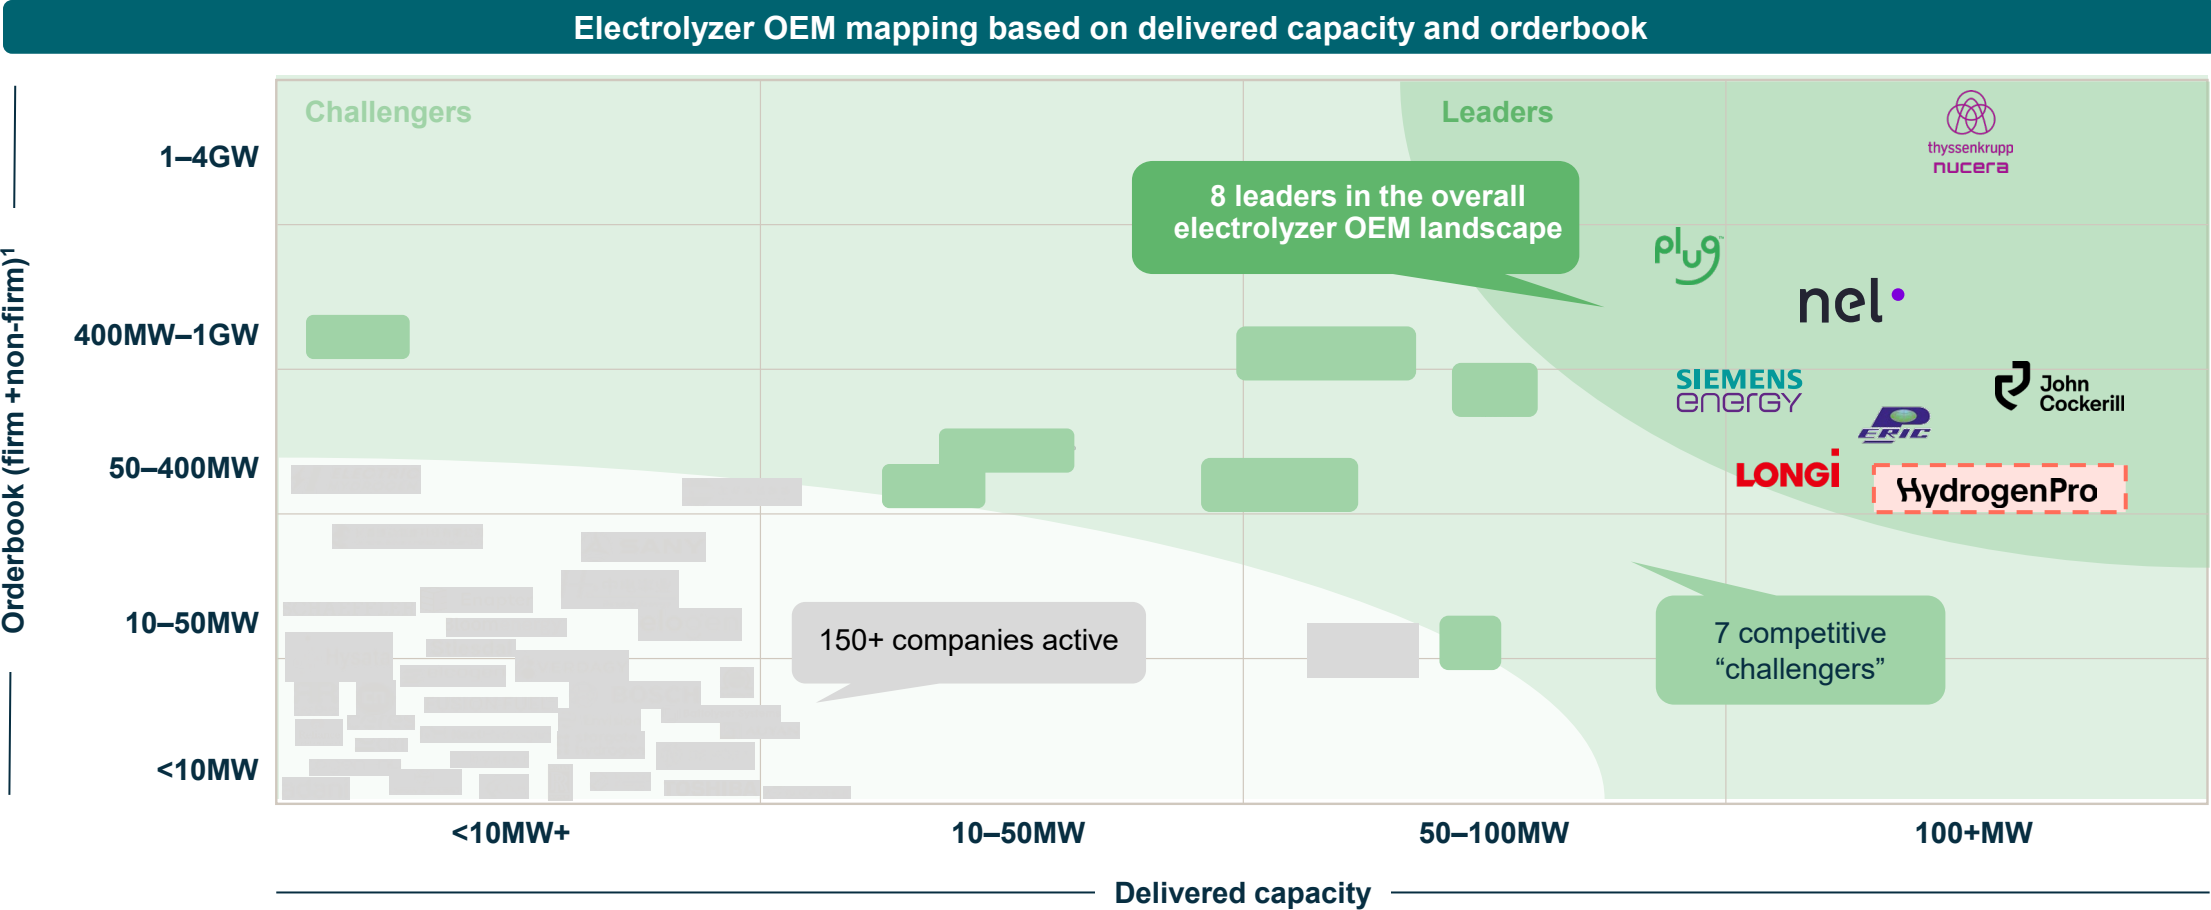 Electrolyzer OEM mapping based on delivered capacity and orderbook
Challengers
Leaders
thyssenkrupp
nucera
1–4GW
8 leaders in the overall
electrolyzer OEM landscape
plug™
nel
Orderbook (firm +non-firm)1
400MW–1GW
SIEMENS
energy
John
Cockerill
PERIC
50–400MW
LONGi
HydrogenPro
10–50MW
150+ companies active
7 competitive
“challengers”
<10MW
<10MW+
10–50MW
50–100MW
100+MW
Delivered capacity